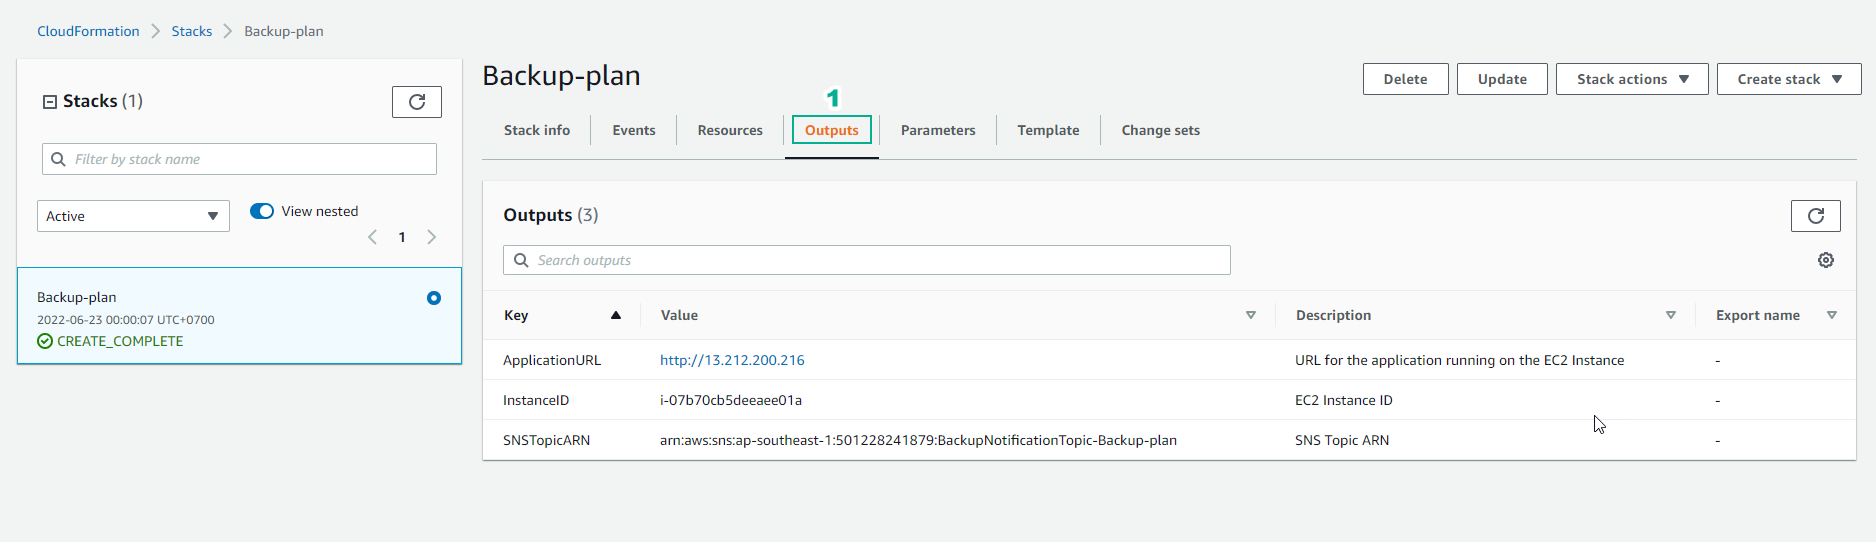 CloudFormation > Stacks > Backup-plan
Stacks (1)
Filter by stack name
Active
View nested
1
Backup-plan
2022-06-23 00:00:07 UTC+0700
CREATE_COMPLETE
Backup-plan
Delete
Update
Stack actions
Create stack
1
Stack info
Events
Resources
Outputs
Parameters
Template
Change sets
Outputs (3)
Search outputs
Key Value Description Export name
ApplicationURL http://13.212.200.216 URL for the application running on the EC2 Instance -
InstanceID i-07b70cb5deeaee01a EC2 Instance ID -
SNSTopicARN arn:aws:sns:ap-southeast-1:501228241879:BackupNotificationTopic-Backup-plan SNS Topic ARN -